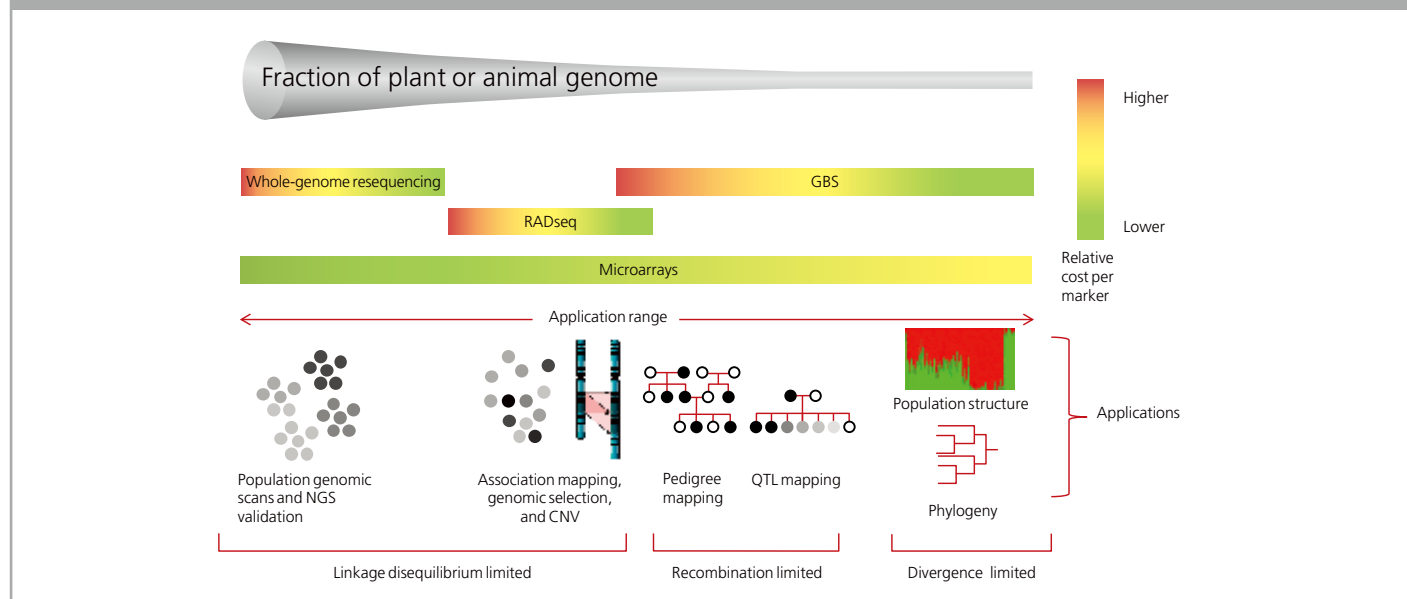 Fraction of plant or animal genome
Higher
Whole-genome resequencing
GBS
RADseq
Lower
Microarrays
Relative
cost per
marker
Application range
Population structure
Applications
Population genomic
scans and NGS
validation
Association mapping,
genomic selection,
and CNV
Pedigree
mapping
QTL mapping
Phylogeny
Linkage disequilibrium limited
Recombination limited
Divergence limited